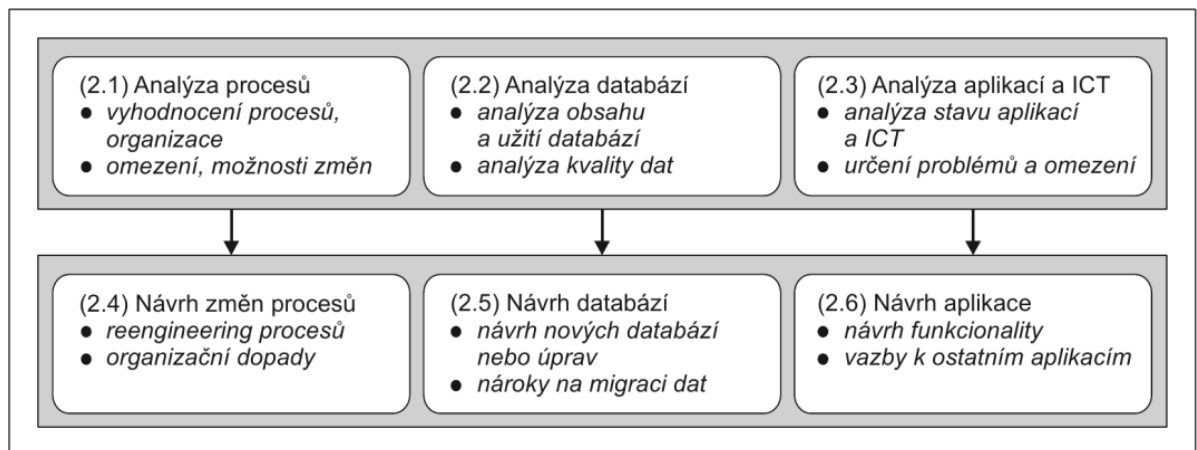 (2.1) Analýza procesů
● vyhodnocení procesů,
organizace
● omezení, možnosti změn
(2.2) Analýza databází
● analýza obsahu
a užití databází
● analýza kvality dat
(2.3) Analýza aplikací a ICT
● analýza stavu aplikací
a ICT
● určení problémů a omezení
(2.4) Návrh změn procesů
● reengineering procesů
● organizační dopady
(2.5) Návrh databází
● návrh nových databází
nebo úprav
● nároky na migraci dat
(2.6) Návrh aplikace
● návrh funkcionality
● vazby k ostatním aplikacím